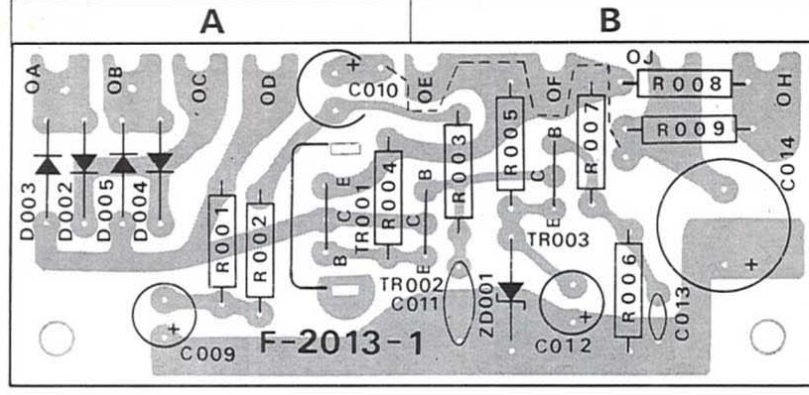 A B
OA OB OC OD C010 OE OF OJ OH
R008
R009
D003 D002 D005 D004
R001 R002
E C B
TR001
R004
R003
B C E
TR002
C011
R005
B C E
TR003
R007
C014
ZD001
R006
C013
C012
C009
F-2013-1
+ + + +